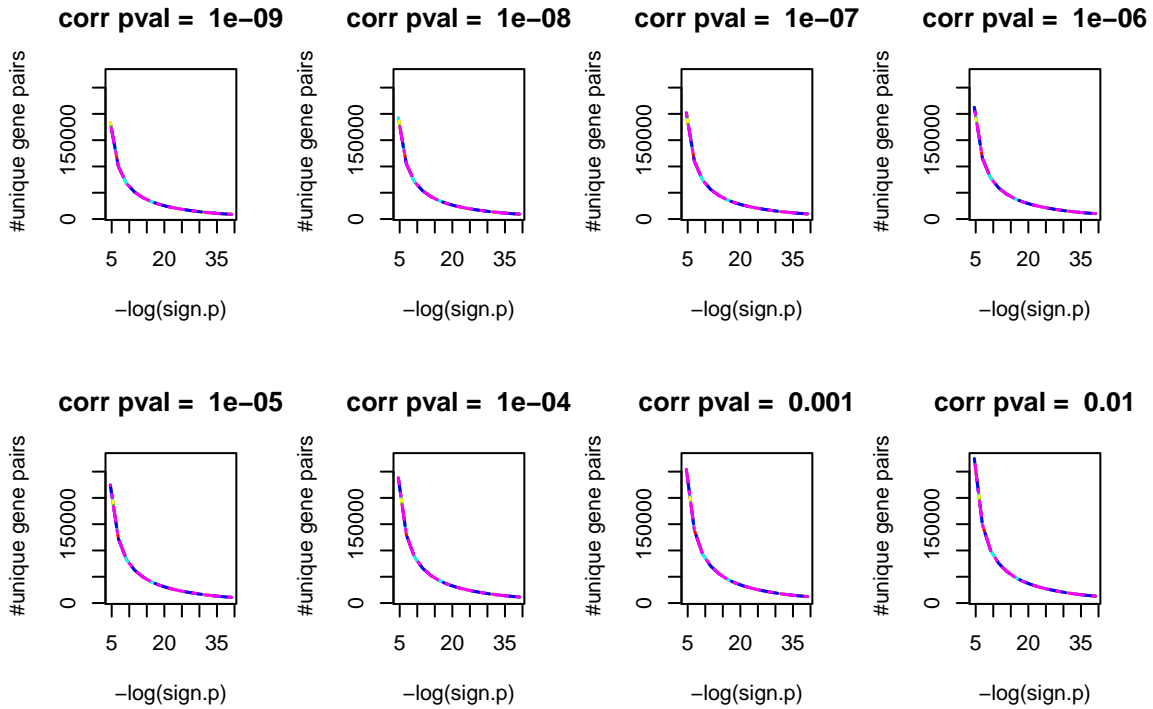 corr pval =  1e−09
#unique gene pairs
0
150000
5
20
35
−log(sign.p)
corr pval =  1e−08
#unique gene pairs
0
150000
5
20
35
−log(sign.p)
corr pval =  1e−07
#unique gene pairs
0
150000
5
20
35
−log(sign.p)
corr pval =  1e−06
#unique gene pairs
0
150000
5
20
35
−log(sign.p)
corr pval =  1e−05
#unique gene pairs
0
150000
5
20
35
−log(sign.p)
corr pval =  1e−04
#unique gene pairs
0
150000
5
20
35
−log(sign.p)
corr pval =  0.001
#unique gene pairs
0
150000
5
20
35
−log(sign.p)
corr pval =  0.01
#unique gene pairs
0
150000
5
20
35
−log(sign.p)